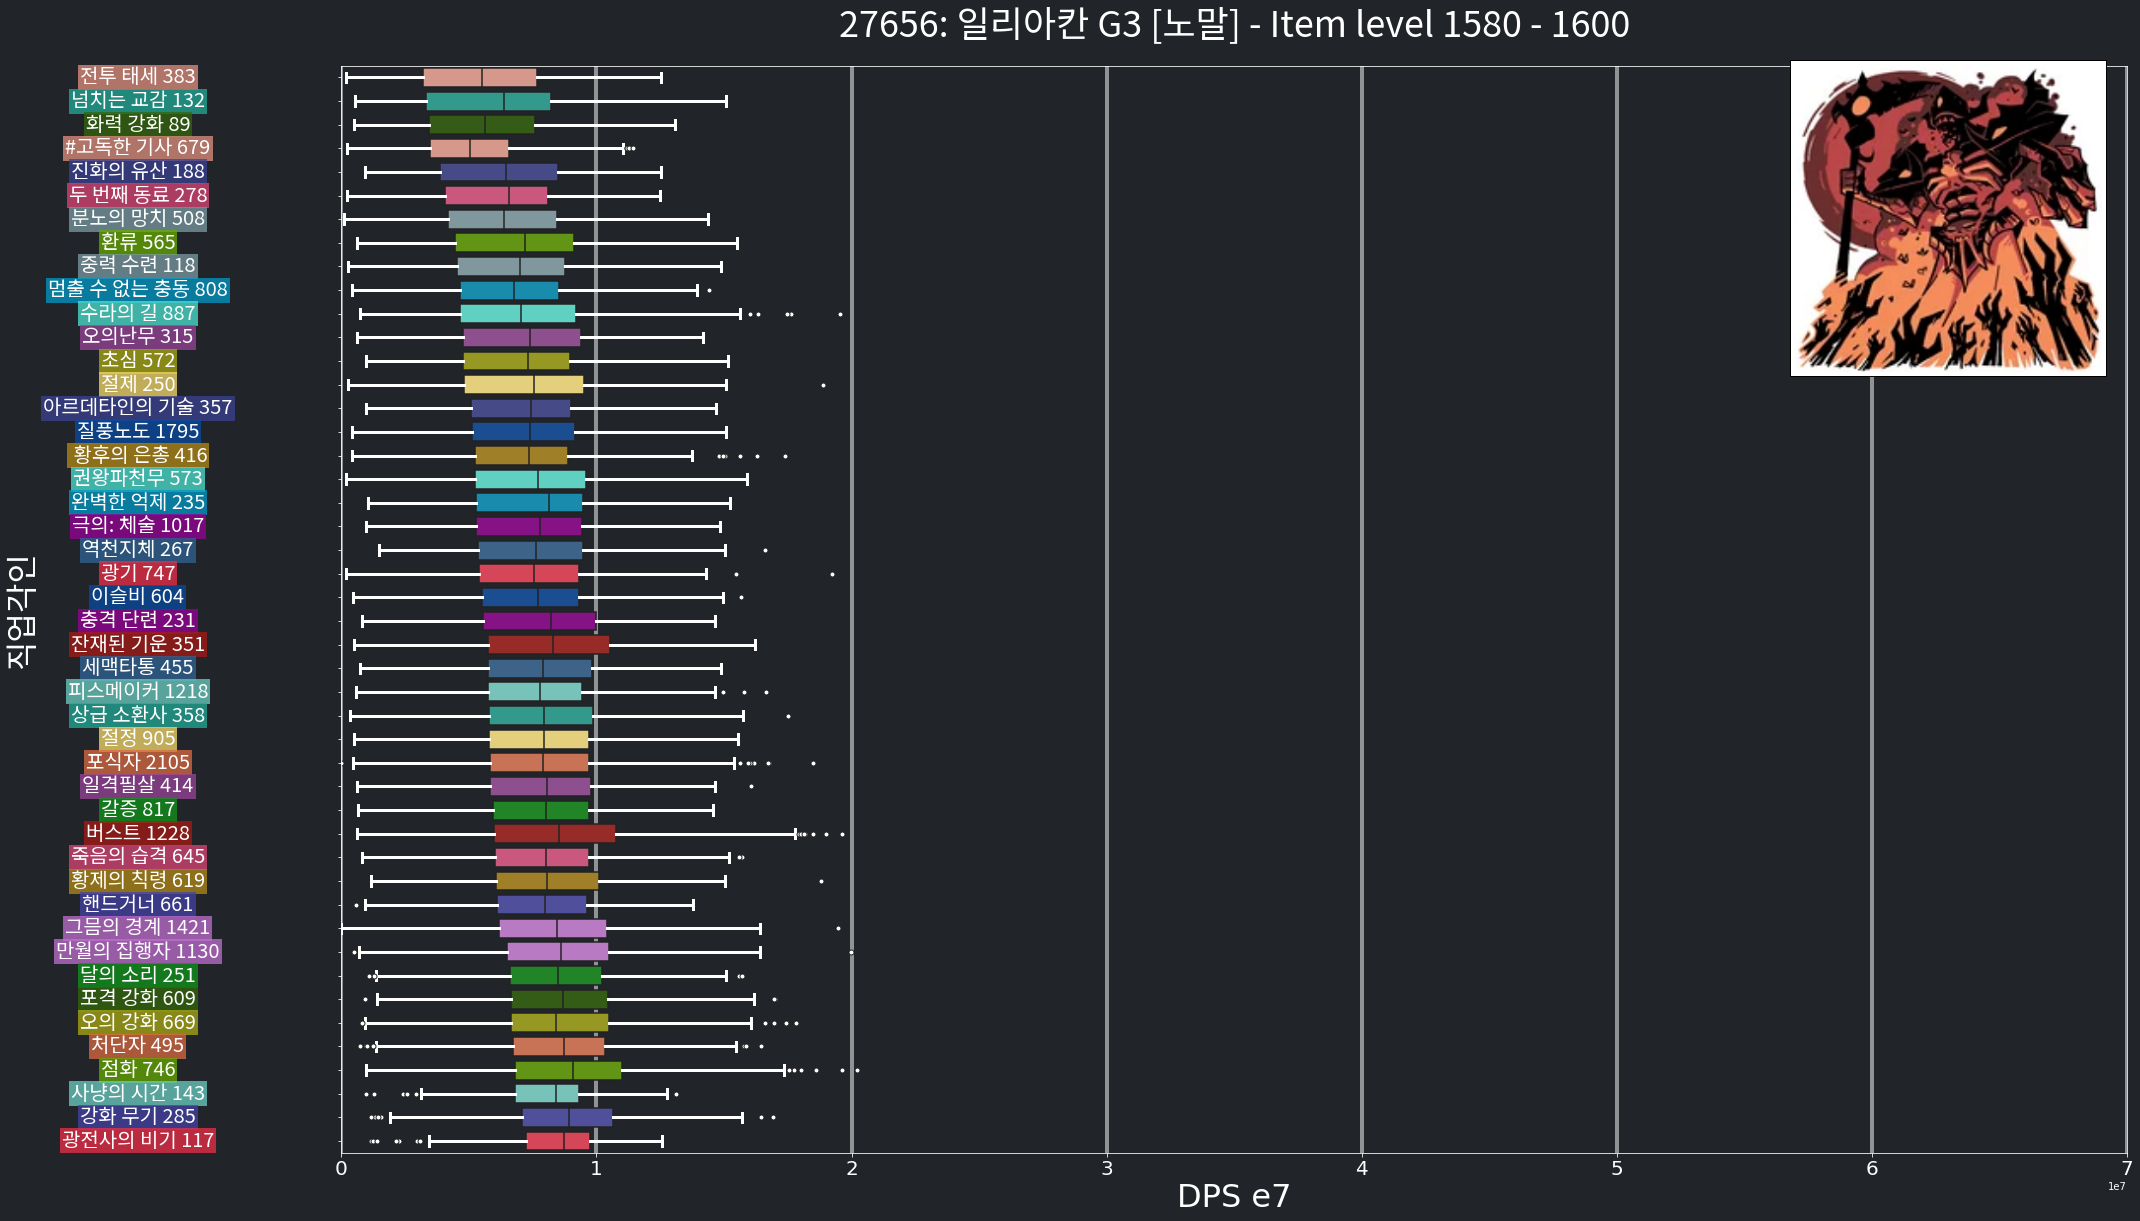 27656: 일리아칸 G3 [노말] - Item level 1580 - 1600
직업각인
전투 태세 383
넘치는 교감 132
화력 강화 89
#고독한 기사 679
진화의 유산 188
두 번째 동료 278
분노의 망치 508
환류 565
중력 수련 118
멈출 수 없는 충동 808
수라의 길 887
오의난무 315
초심 572
절제 250
아르데타인의 기술 357
질풍노도 1795
황후의 은총 416
권왕파천무 573
완벽한 억제 235
극의: 체술 1017
역천지체 267
광기 747
이슬비 604
충격 단련 231
잔재된 기운 351
세맥타통 455
피스메이커 1218
상급 소환사 358
절정 905
포식자 2105
일격필살 414
갈증 817
버스트 1228
죽음의 습격 645
황제의 칙령 619
핸드거너 661
그믐의 경계 1421
만월의 집행자 1130
달의 소리 251
포격 강화 609
오의 강화 669
처단자 495
점화 746
사냥의 시간 143
강화 무기 285
광전사의 비기 117
0 1 2 3 4 5 6 7
1e7
DPS e7